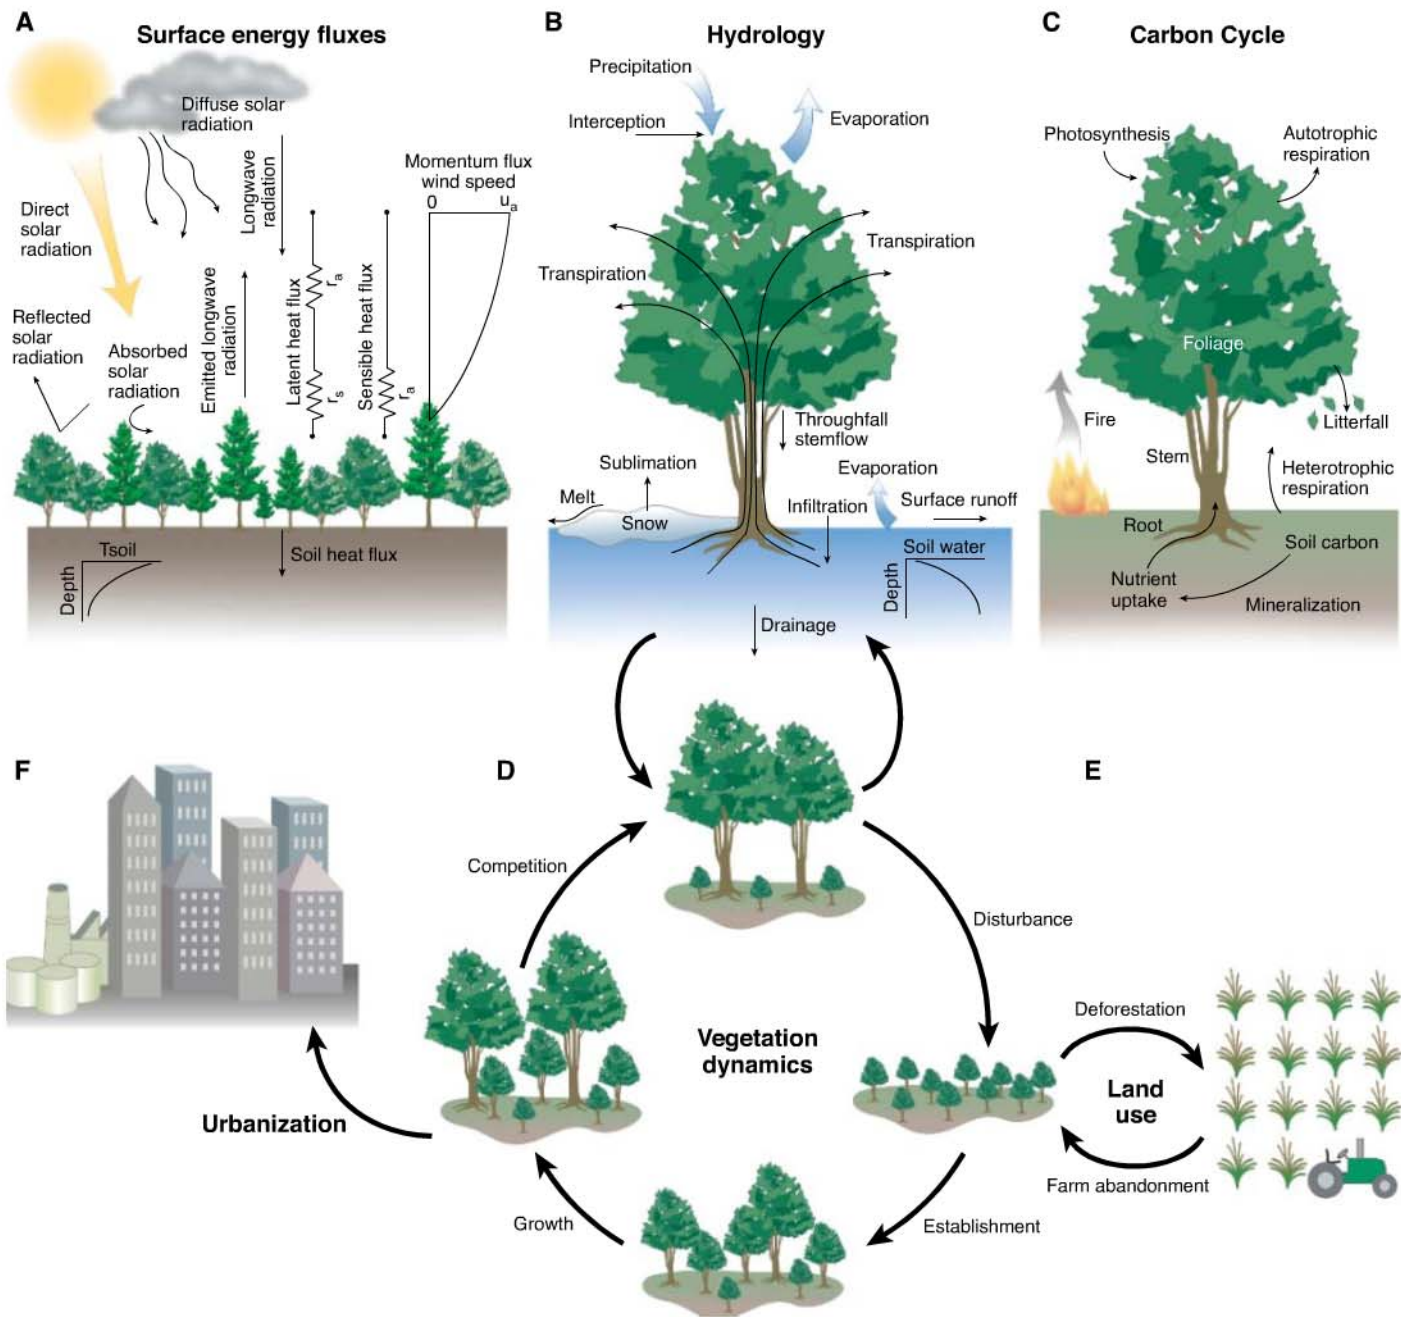 A
Surface energy fluxes
Diffuse solar
radiation
Direct
solar
radiation
Longwave
radiation
Momentum flux
wind speed
0
uₐ
Reflected
solar
radiation
Absorbed
solar
radiation
Emitted longwave
radiation
Latent heat flux
rₐ
rₛ
Sensible heat flux
rₐ
Tsoil
Depth
Soil heat flux
B
Hydrology
Precipitation
Evaporation
Interception
Transpiration
Transpiration
Throughfall
stemflow
Sublimation
Evaporation
Melt
Snow
Infiltration
Surface runoff
Soil water
Depth
Drainage
C
Carbon Cycle
Photosynthesis
Autotrophic
respiration
Foliage
Fire
Litterfall
Stem
Heterotrophic
respiration
Root
Soil carbon
Nutrient
uptake
Mineralization
F
Urbanization
D
Competition
Disturbance
Vegetation
dynamics
Growth
Establishment
E
Deforestation
Land
use
Farm abandonment